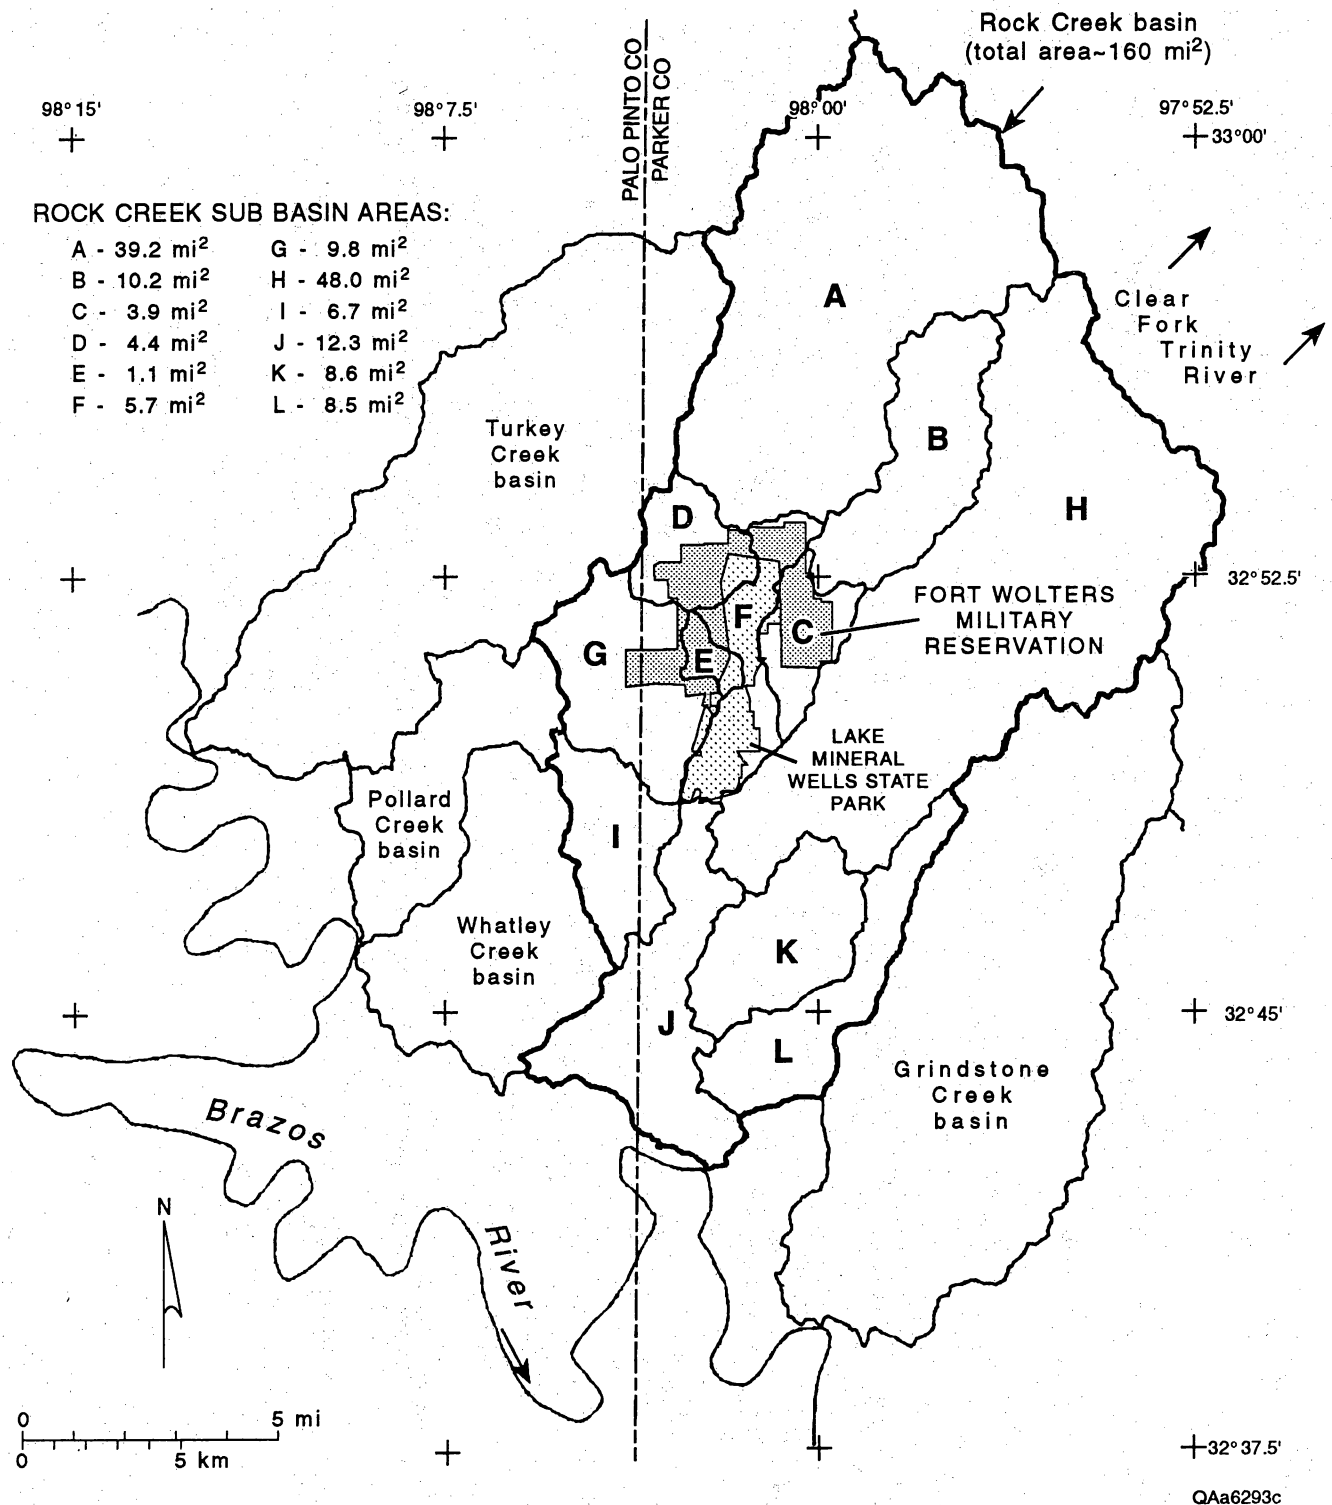 Rock Creek basin
(total area~160 mi²)
98°15'
98°7.5'
98°00'
97°52.5'
33°00'
PALO PINTO CO
PARKER CO
ROCK CREEK SUB BASIN AREAS:
A - 39.2 mi² G - 9.8 mi²
B - 10.2 mi² H - 48.0 mi²
C - 3.9 mi² I - 6.7 mi²
D - 4.4 mi² J - 12.3 mi²
E - 1.1 mi² K - 8.6 mi²
F - 5.7 mi² L - 8.5 mi²
A
Clear
Fork
Trinity
River
Turkey
Creek
basin
B
H
D
32°52.5'
FORT WOLTERS
MILITARY
RESERVATION
F
C
G
E
LAKE
MINERAL
WELLS STATE
PARK
Pollard
Creek
basin
I
Whatley
Creek
basin
K
J
L
32°45'
Grindstone
Creek
basin
Brazos
River
N
0 5 mi
0 5 km
32°37.5'
QAa6293c